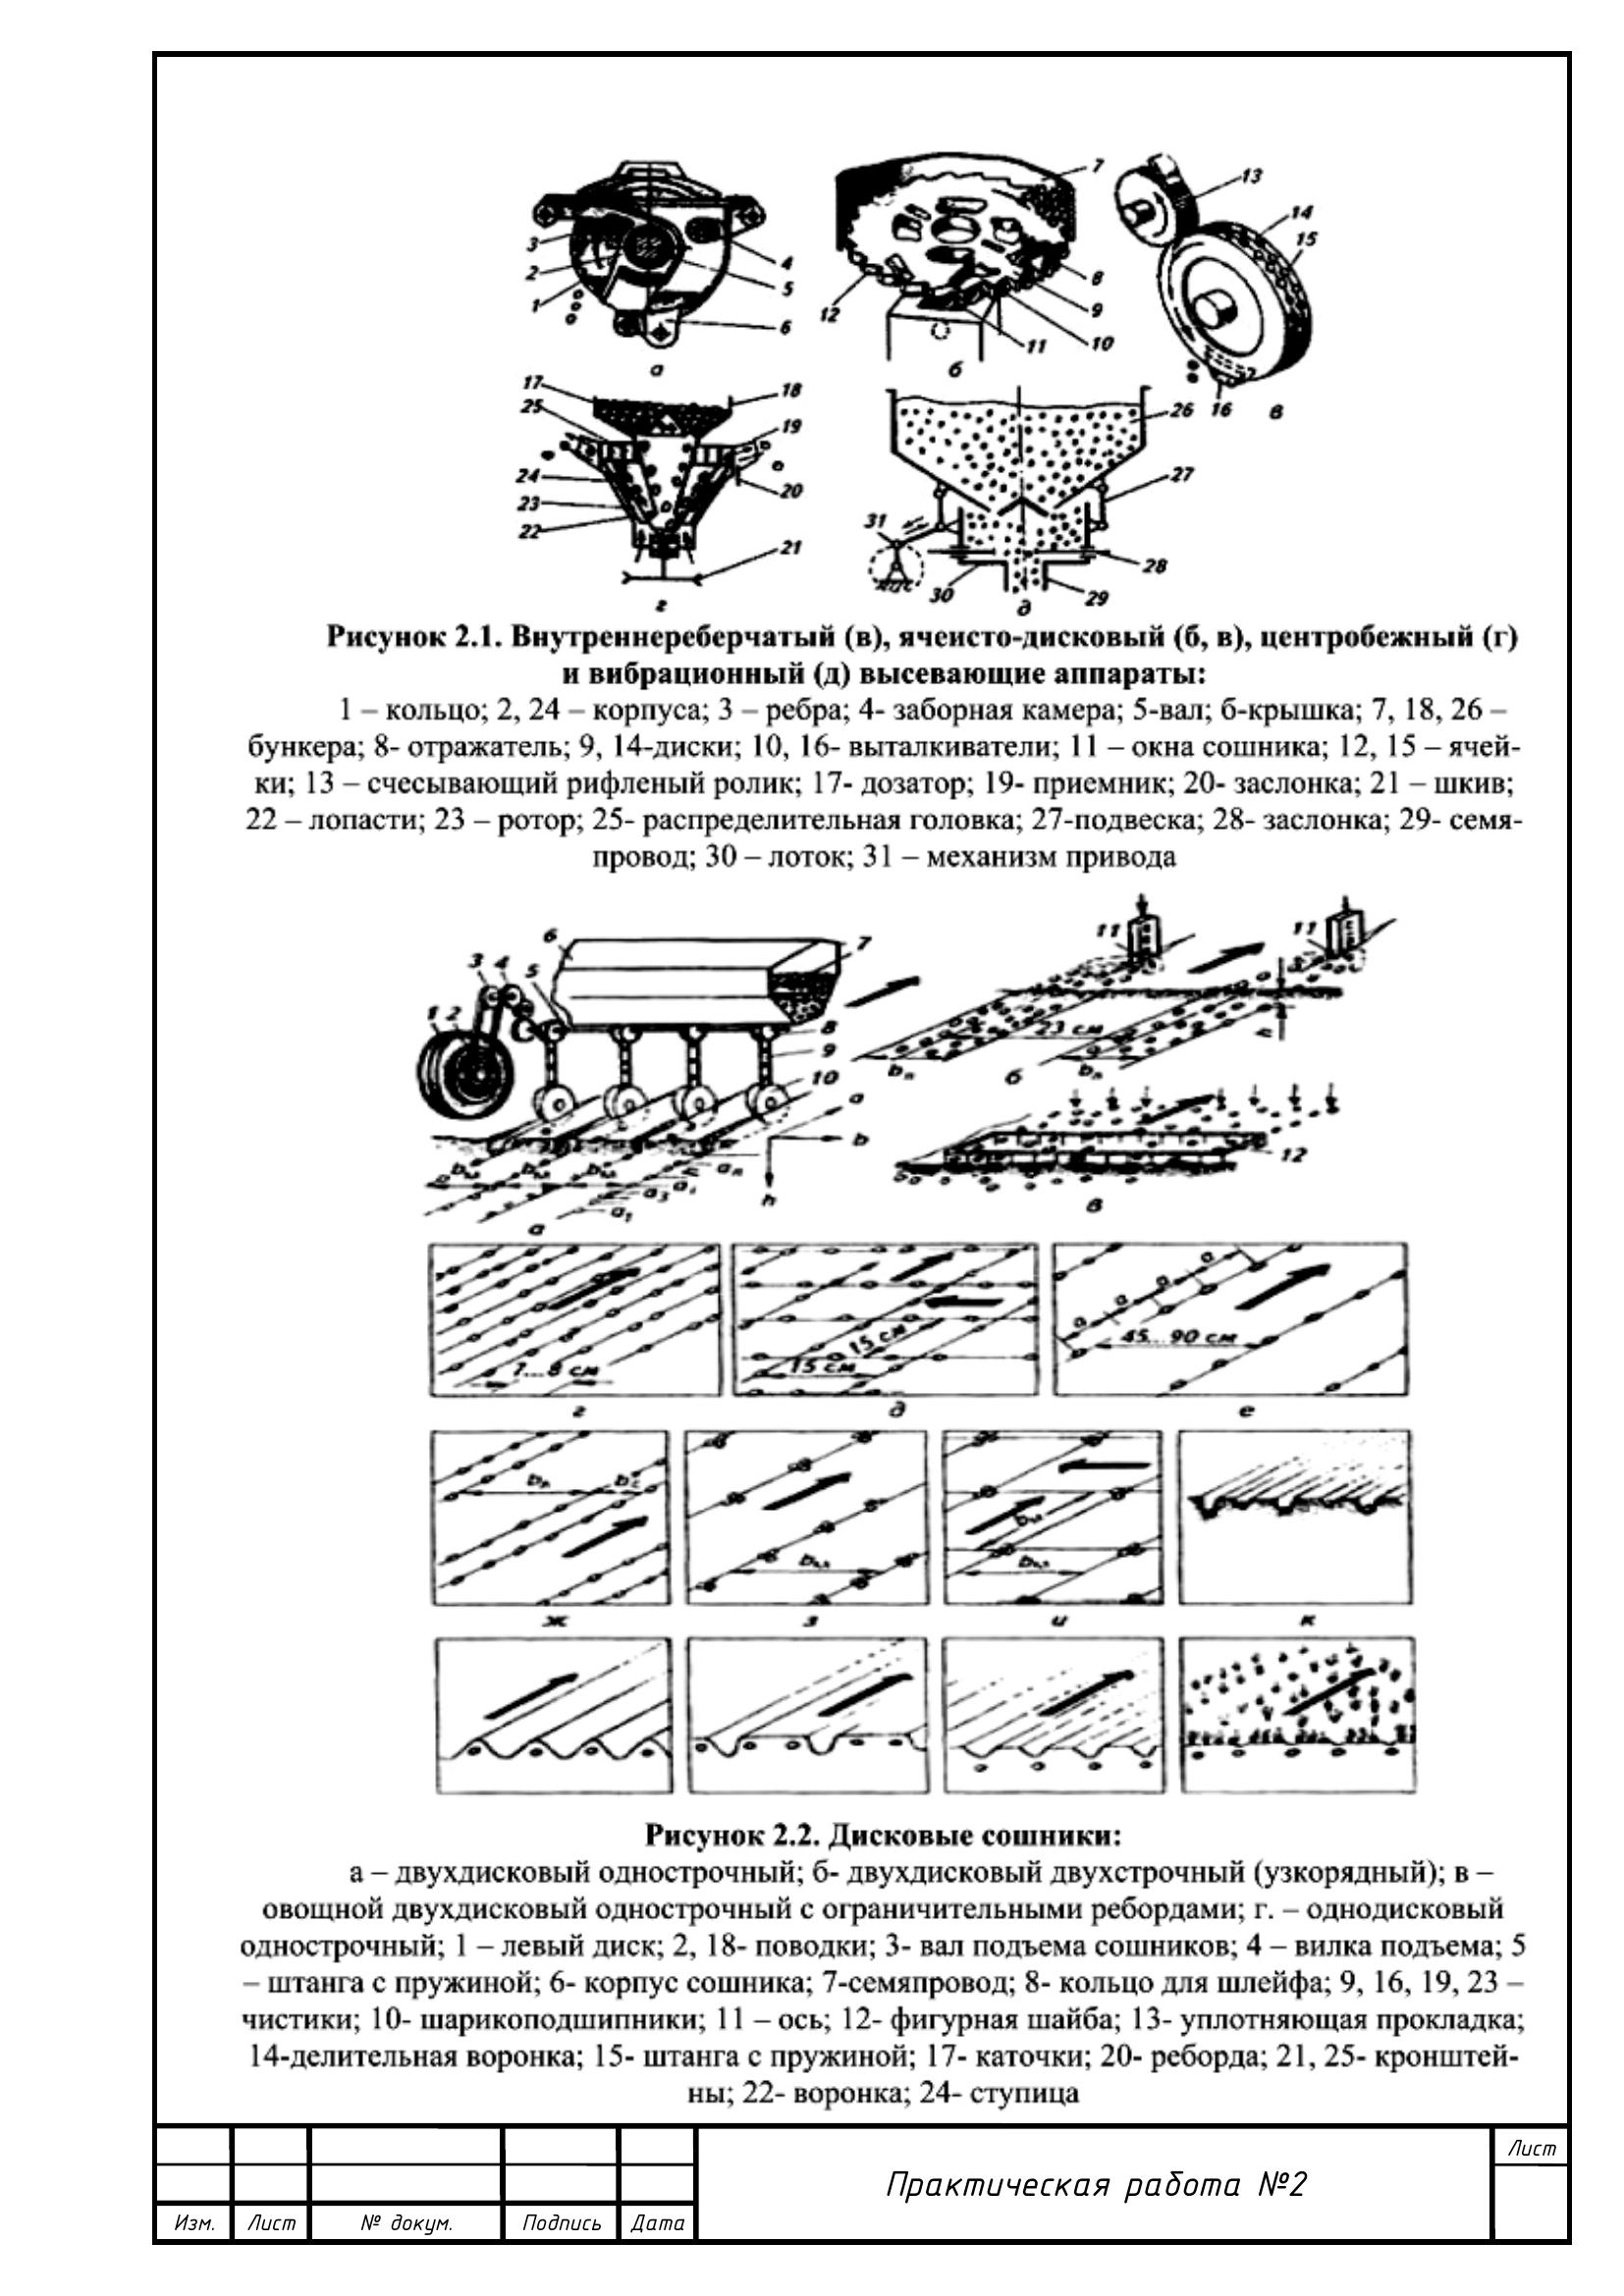 7
13
14
15
3
2
1
4
5
6
8
9
10
11
12
16
а
б
в
17
18
25
19
24
23
22
20
21
26
27
31
28
30
29
г
д
Рисунок 2.1. Внутреннереберчатый (в), ячеисто-дисковый (б, в), центробежный (г)
и вибрационный (д) высевающие аппараты:
1 – кольцо; 2, 24 – корпуса; 3 – ребра; 4- заборная камера; 5-вал; 6-крышка; 7, 18, 26 –
бункера; 8- отражатель; 9, 14-диски; 10, 16- выталкиватели; 11 – окна сошника; 12, 15 – ячей-
ки; 13 – счесывающий рифленый ролик; 17- дозатор; 19- приемник; 20- заслонка; 21 – шкив;
22 – лопасти; 23 – ротор; 25- распределительная головка; 27-подвеска; 28- заслонка; 29- семя-
провод; 30 – лоток; 31 – механизм привода
6
7
3 4 5
1 2
8
9
10
a
b
h
а
11
11
23 см
bп
bп
б
12
в
7...8 см
15 см
15 см
a a a a
45...90 см
г
д
е
ж
з
и
к
Рисунок 2.2. Дисковые сошники:
а – двухдисковый однострочный; б- двухдисковый двухстрочный (узкорядный); в –
овощной двухдисковый однострочный с ограничительными ребордами; г. – однодисковый
однострочный; 1 – левый диск; 2, 18- поводки; 3- вал подъема сошников; 4 – вилка подъема; 5
– штанга с пружиной; 6- корпус сошника; 7-семяпровод; 8- кольцо для шлейфа; 9, 16, 19, 23 –
чистики; 10- шарикоподшипники; 11 – ось; 12- фигурная шайба; 13- уплотняющая прокладка;
14-делительная воронка; 15- штанга с пружиной; 17- каточки; 20- реборда; 21, 25- кронштей-
ны; 22- воронка; 24- ступица
Лист
Практическая работа №2
Изм. Лист № докум. Подпись Дата